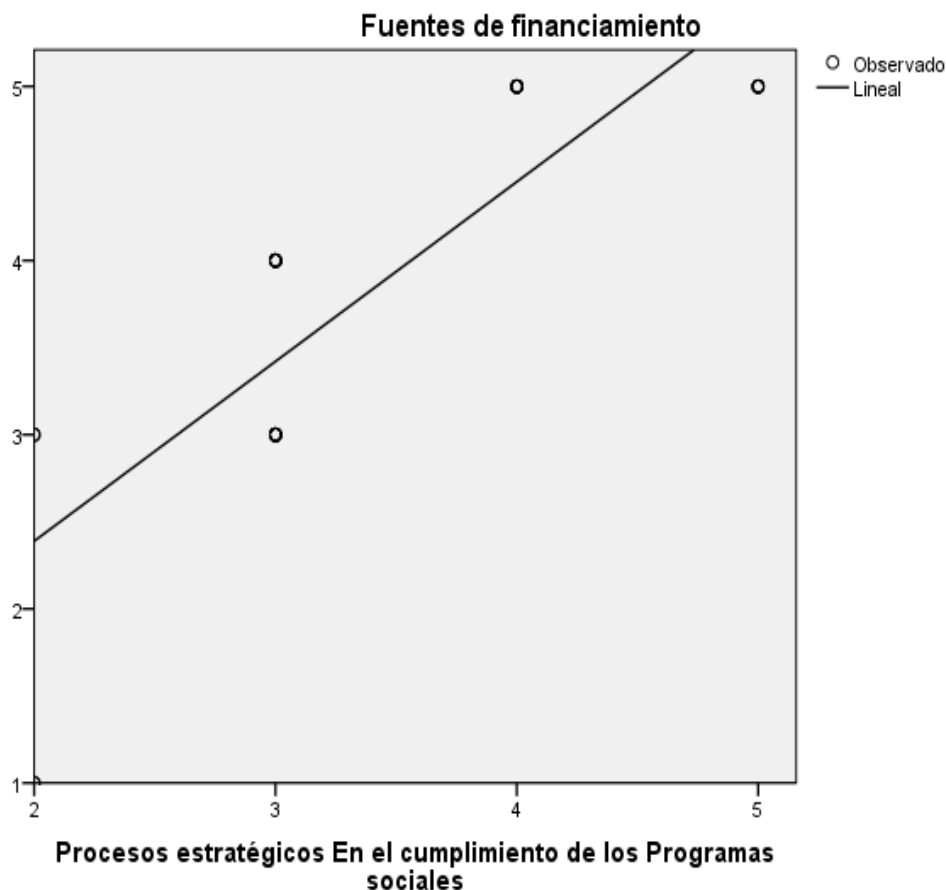 Fuentes de financiamiento
Observado
Lineal
5
4
3
2
1
2
3
4
5
Procesos estratégicos En el cumplimiento de los Programas
sociales